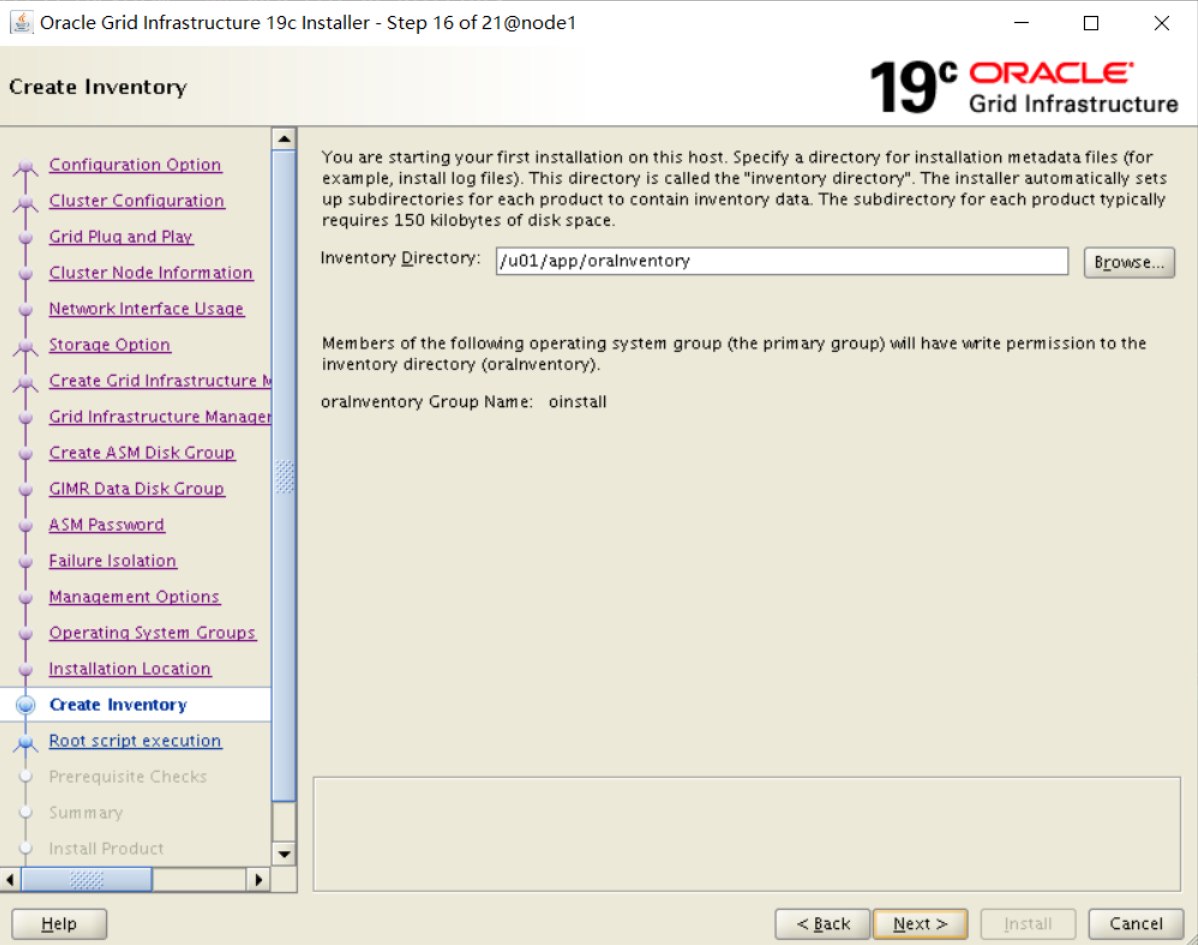 Oracle Grid Infrastructure 19c Installer - Step 16 of 21@node1
Create Inventory
19c ORACLE
Grid Infrastructure
Configuration Option
Cluster Configuration
Grid Plug and Play
Cluster Node Information
Network Interface Usage
Storage Option
Create Grid Infrastructure M
Grid Infrastructure Manager
Create ASM Disk Group
GIMR Data Disk Group
ASM Password
Failure Isolation
Management Options
Operating System Groups
Installation Location
Create Inventory
Root script execution
Prerequisite Checks
Summary
Install Product
You are starting your first installation on this host. Specify a directory for installation metadata files (for
example, install log files). This directory is called the "inventory directory". The installer automatically sets
up subdirectories for each product to contain inventory data. The subdirectory for each product typically
requires 150 kilobytes of disk space.
Inventory Directory: /u01/app/oraInventory Browse...
Members of the following operating system group (the primary group) will have write permission to the
inventory directory (oraInventory).
oraInventory Group Name: oinstall
Help < Back Next > Install Cancel